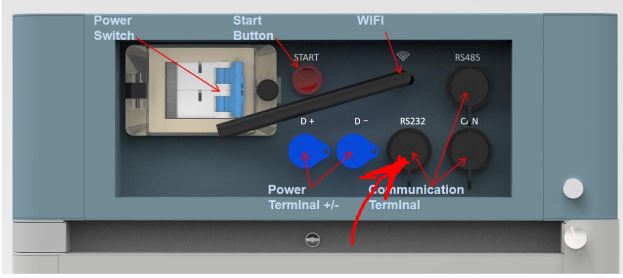 Power
Switch
Start
Button
WIFI
START
RS485
D +
D −
RS232
CAN
Power
Terminal +/-
Communication
Terminal